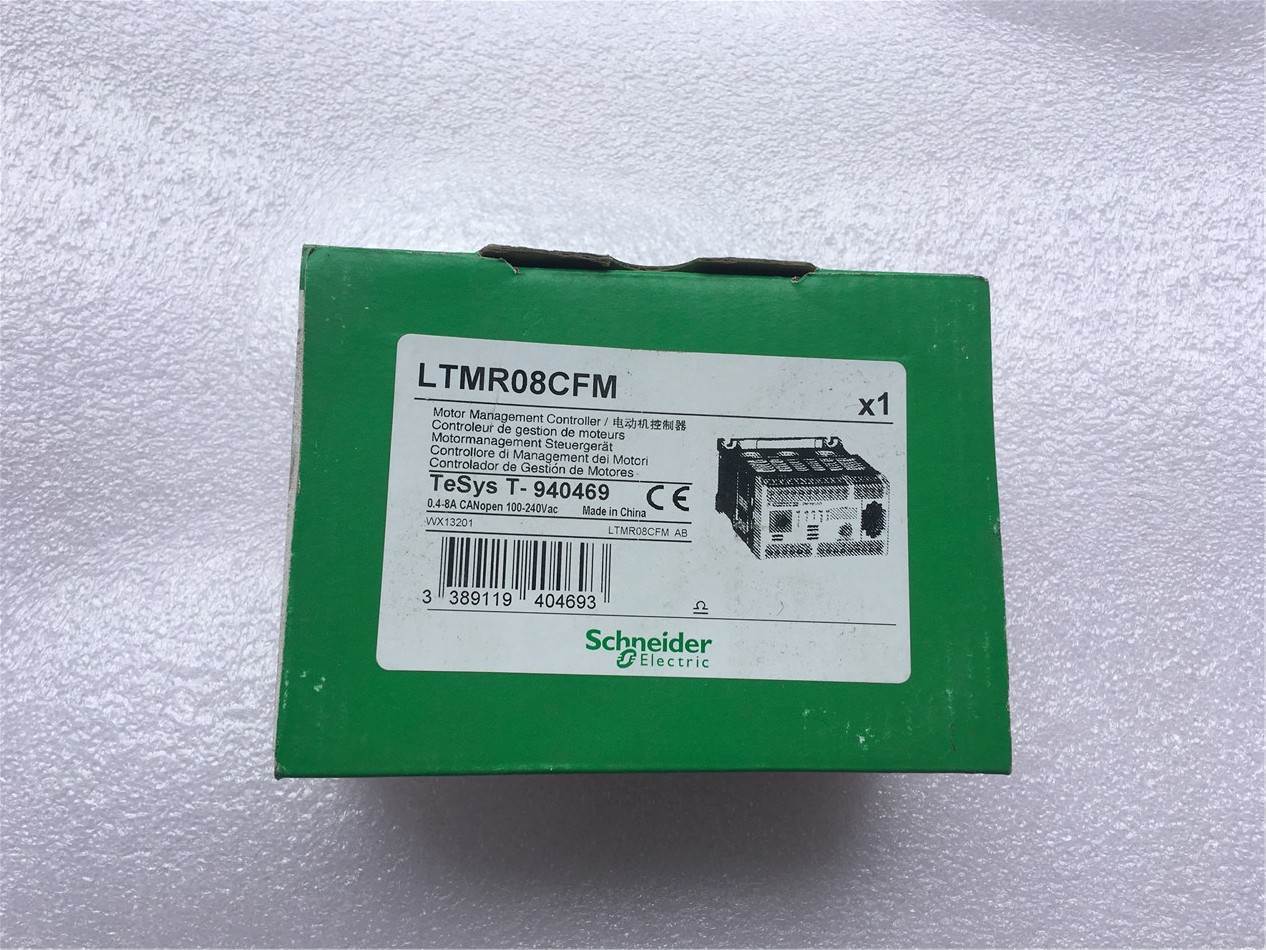 LTMR08CFM
x1
Motor Management Controller / 电动机控制器
Controleur de gestion de moteurs
Motormanagement Steuergerät
Controllore di Management dei Motori
Controlador de Gestión de Motores
TeSys T- 940469 CE
0.4-8A CANopen 100-240Vac Made in China
WX13201 LTMR08CFM AB
3 389119 404693
Schneider
Electric